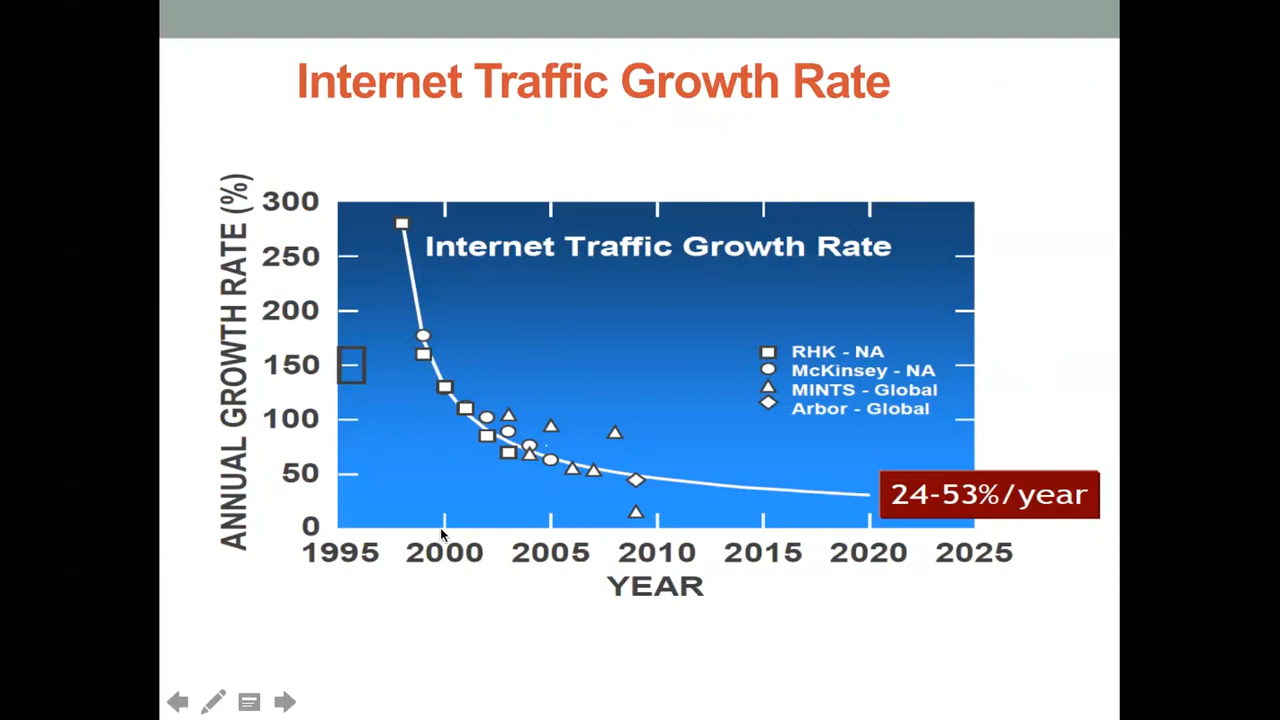 Internet Traffic Growth Rate
ANNUAL GROWTH RATE (%)
300
250
200
150
100
50
0
Internet Traffic Growth Rate
RHK - NA
McKinsey - NA
MINTS - Global
Arbor - Global
24-53%/year
1995 2000 2005 2010 2015 2020 2025
YEAR